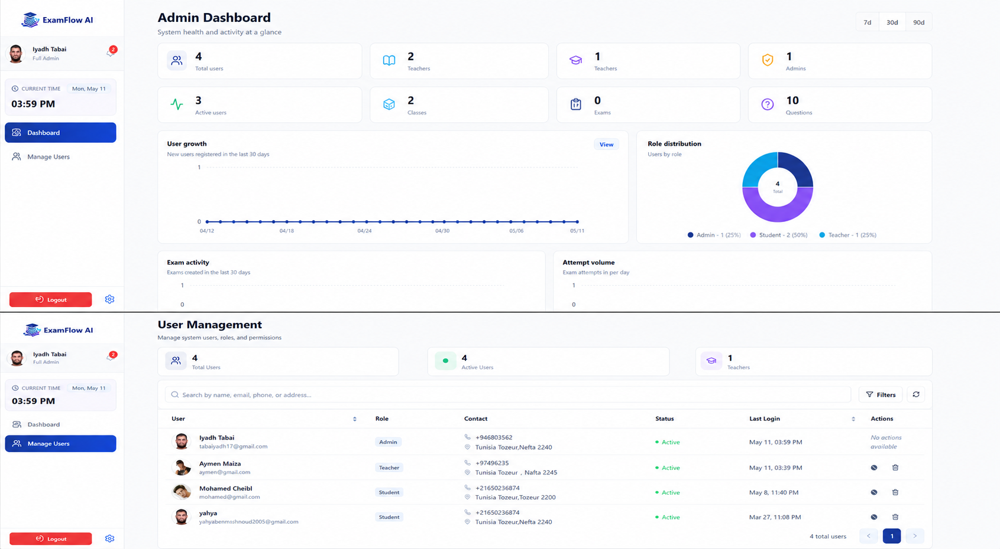 ExamFlow AI
Iyadh Tabai
Full Admin
2
CURRENT TIME Mon, May 11
03:59 PM
Dashboard
Manage Users
Logout
Admin Dashboard
System health and activity at a glance
7d 30d 90d
4
Total users
2
Teachers
1
Teachers
1
Admins
3
Active users
2
Classes
0
Exams
10
Questions
User growth
New users registered in the last 30 days
View
1
0
04/12 04/18 04/24 04/30 05/06 05/11
Role distribution
Users by role
4
Total
Admin - 1 (25%) Student - 2 (50%) Teacher - 1 (25%)
Exam activity
Exams created in the last 30 days
1
0
Attempt volume
Exam attempts in per day
1
0
ExamFlow AI
Iyadh Tabai
Full Admin
2
CURRENT TIME Mon, May 11
03:59 PM
Dashboard
Manage Users
Logout
User Management
Manage system users, roles, and permissions
4
Total Users
4
Active Users
1
Teachers
Search by name, email, phone, or address...
Filters
User Role Contact Status Last Login Actions
Iyadh Tabai
tabaiyadh17@gmail.com
Admin
+946803562
Tunisia Tozeur,Nefta 2240
Active
May 11, 03:59 PM
No actions
available
Aymen Maiza
aymen@gmail.com
Teacher
+97496235
Tunisia Tozeur , Nafta 2245
Active
May 11, 03:39 PM
Mohamed Cheibl
mohamed@gmail.com
Student
+21650236874
Tunisia Tozeur,Tozeur 2200
Active
May 8, 11:40 PM
yahya
yahyabenmshnoud2005@gmail.com
Student
+21650236874
Tunisia Tozeur,Nefta 2240
Active
Mar 27, 11:08 PM
4 total users < 1 >